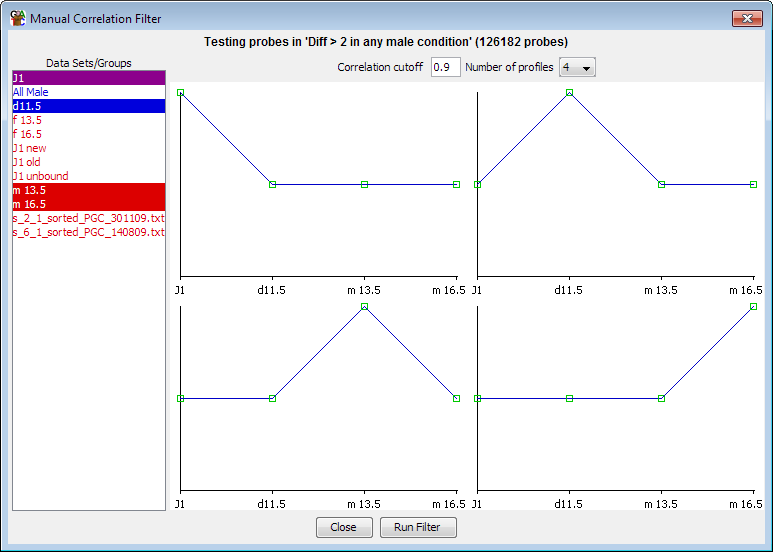 Manual Correlation Filter
Testing probes in 'Diff > 2 in any male condition' (126182 probes)
Data Sets/Groups
J1
All Male
d11.5
f 13.5
f 16.5
J1 new
J1 old
J1 unbound
m 13.5
m 16.5
s_2_1_sorted_PGC_301109.txt
s_6_1_sorted_PGC_140809.txt
Correlation cutoff 0.9 Number of profiles 4
J1 d11.5 m 13.5 m 16.5
J1 d11.5 m 13.5 m 16.5
J1 d11.5 m 13.5 m 16.5
J1 d11.5 m 13.5 m 16.5
Close Run Filter